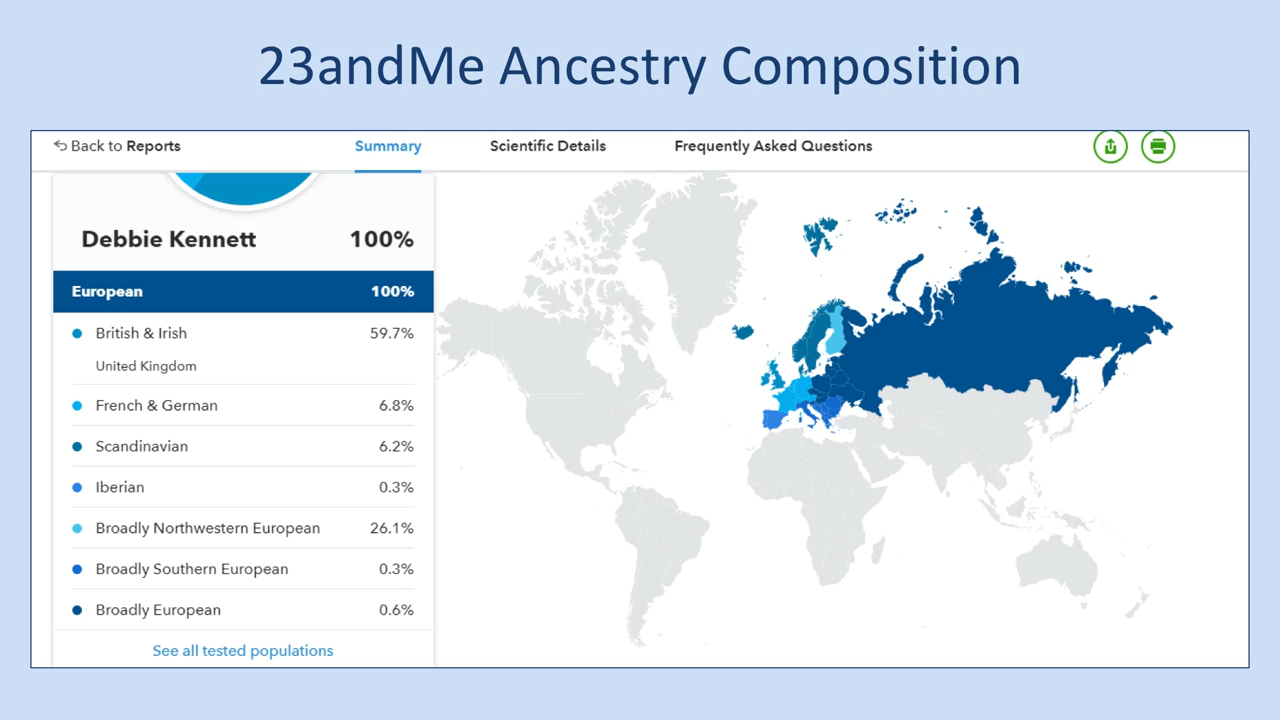 23andMe Ancestry Composition
Back to Reports
Summary
Scientific Details
Frequently Asked Questions
Debbie Kennett 100%
European 100%
British & Irish 59.7%
United Kingdom
French & German 6.8%
Scandinavian 6.2%
Iberian 0.3%
Broadly Northwestern European 26.1%
Broadly Southern European 0.3%
Broadly European 0.6%
See all tested populations